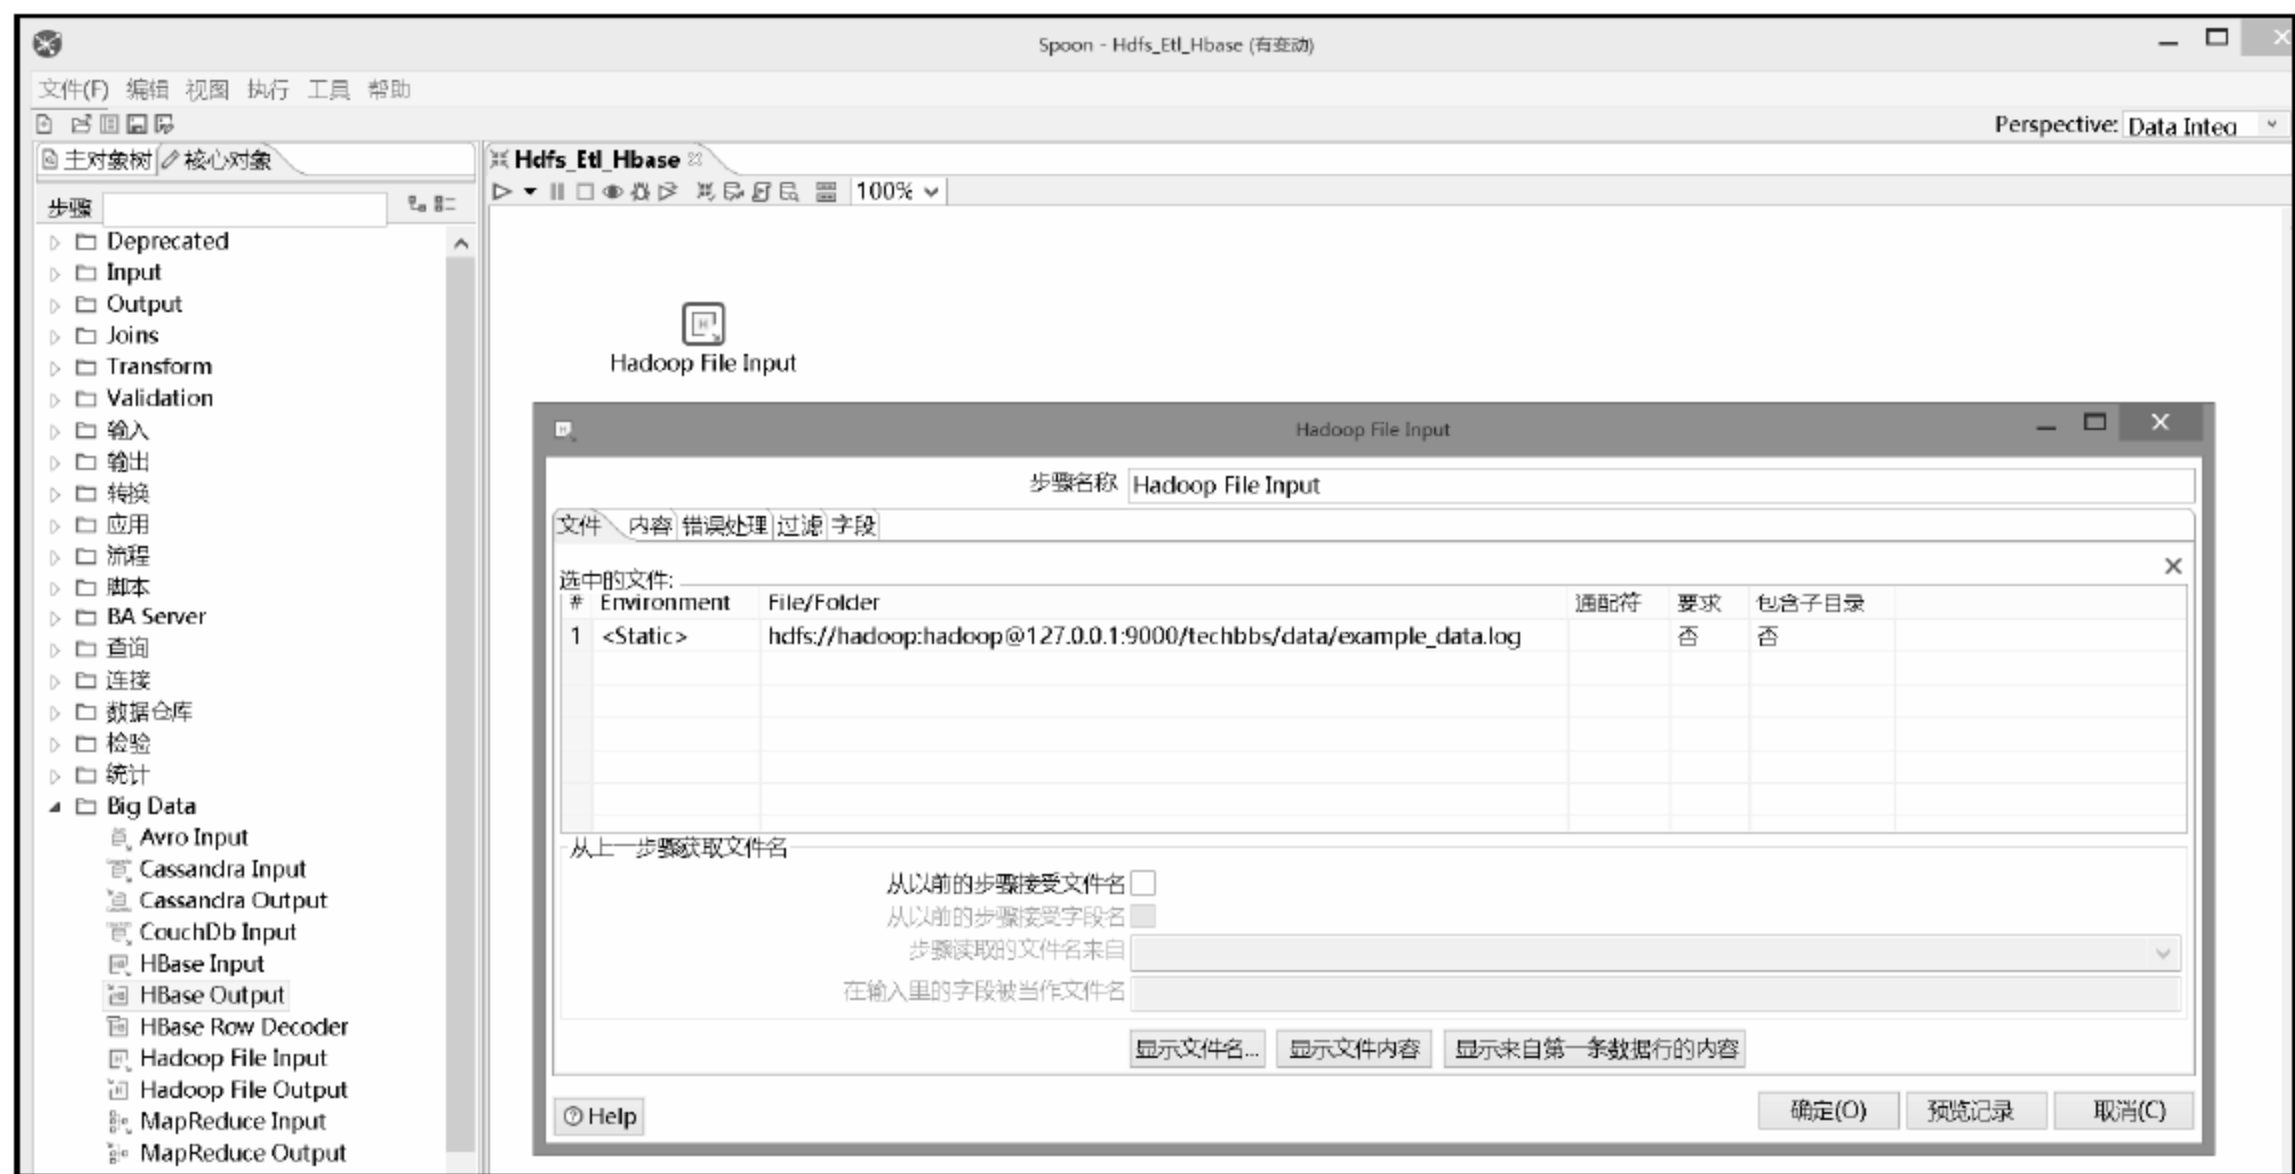 Spoon - Hdfs_Etl_Hbase (有变动)
文件(F) 编辑 视图 执行 工具 帮助
Perspective: Data Integ
主对象树 核心对象
Hdfs_Etl_Hbase
步骤
100%
Deprecated
Input
Output
Joins
Transform
Validation
输入
输出
转换
应用
流程
脚本
BA Server
查询
连接
数据仓库
检验
统计
Big Data
Avro Input
Cassandra Input
Cassandra Output
CouchDb Input
HBase Input
HBase Output
HBase Row Decoder
Hadoop File Input
Hadoop File Output
MapReduce Input
MapReduce Output
Hadoop File Input
Hadoop File Input
步骤名称 Hadoop File Input
文件 内容 错误处理 过滤 字段
选中的文件:
# Environment File/Folder 通配符 要求 包含子目录
1 <Static> hdfs://hadoop:hadoop@127.0.0.1:9000/techbbs/data/example_data.log 否 否
从上一步骤获取文件名
从以前的步骤接受文件名
从以前的步骤接受字段名
步骤读取的文件名来自
在输入里的字段被当作文件名
显示文件名... 显示文件内容 显示来自第一条数据行的内容
Help 确定(O) 预览记录 取消(C)